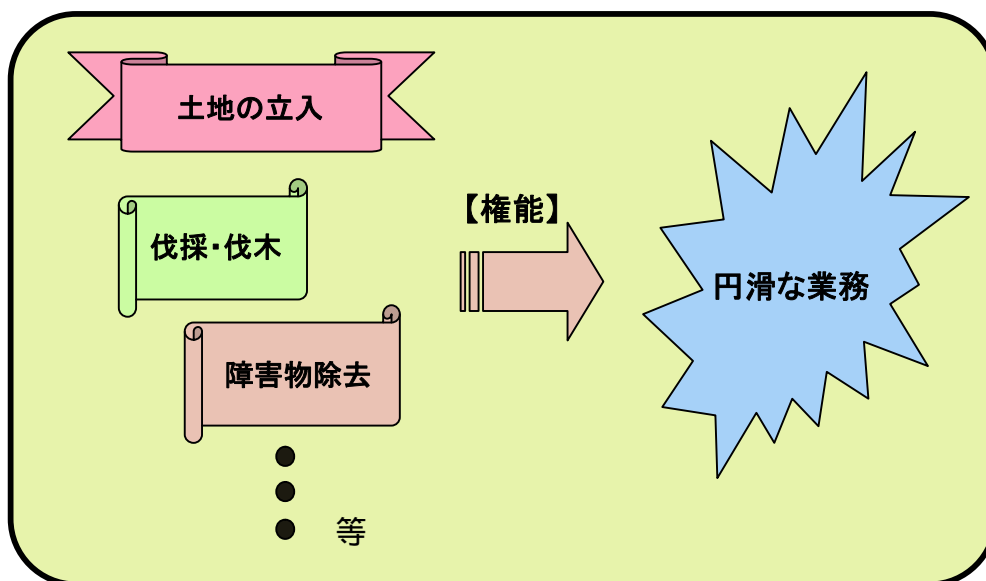 土地の立入
伐採・伐木
障害物除去
等
【権能】
円滑な業務